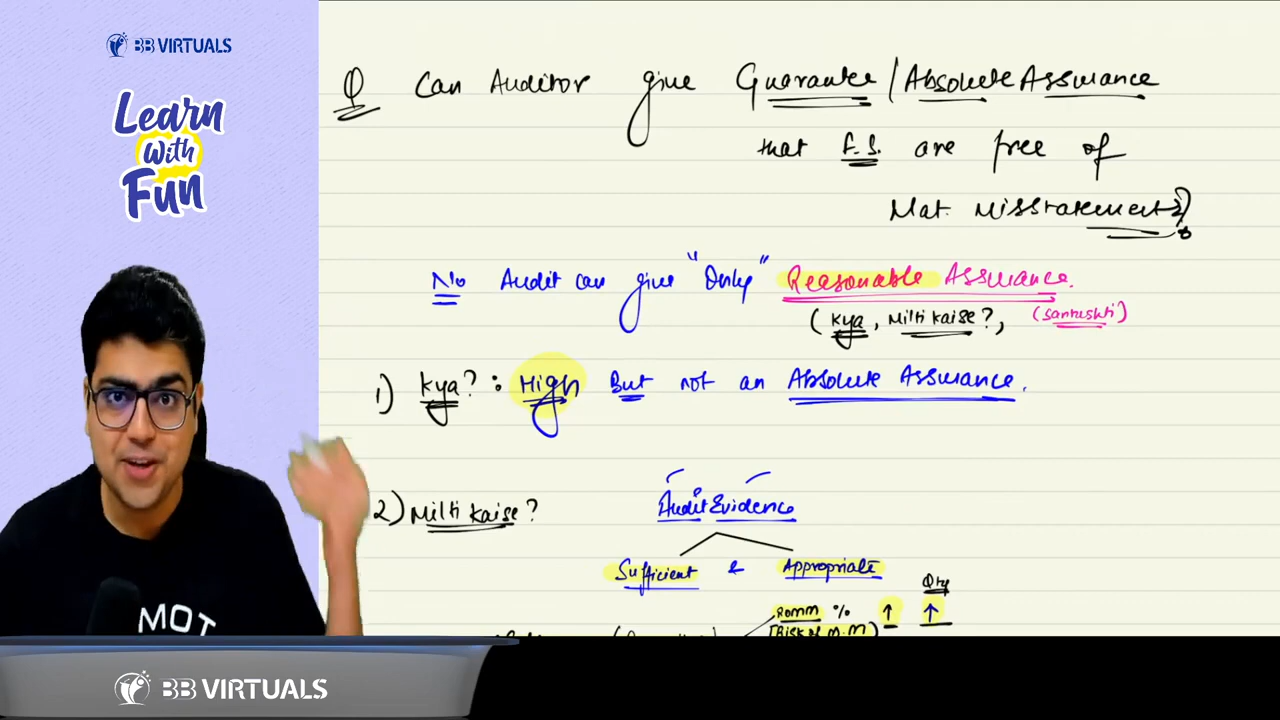 BB VIRTUALS
Learn
With
Fun
Q Can Auditor give Guarantee / Absolute Assurance
that F.S. are free of
Mat. Misstatements?
No Audit can give "Only" Reasonable Assurance.
(Kya, Milti Kaise?, (Santushti)
1) Kya? : High But not an Absolute Assurance.
2) Milti Kaise? Audit Evidence
Sufficient & Appropriate
Qty
ROMM % ↑ ↑
[Risk of M.M]
MOT
BB VIRTUALS